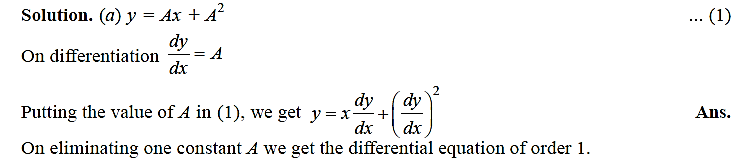 Solution. (a) y = Ax + A² ... (1)
On differentiation dy/dx = A
Putting the value of A in (1), we get y = x dy/dx + (dy/dx)² Ans.
On eliminating one constant A we get the differential equation of order 1.